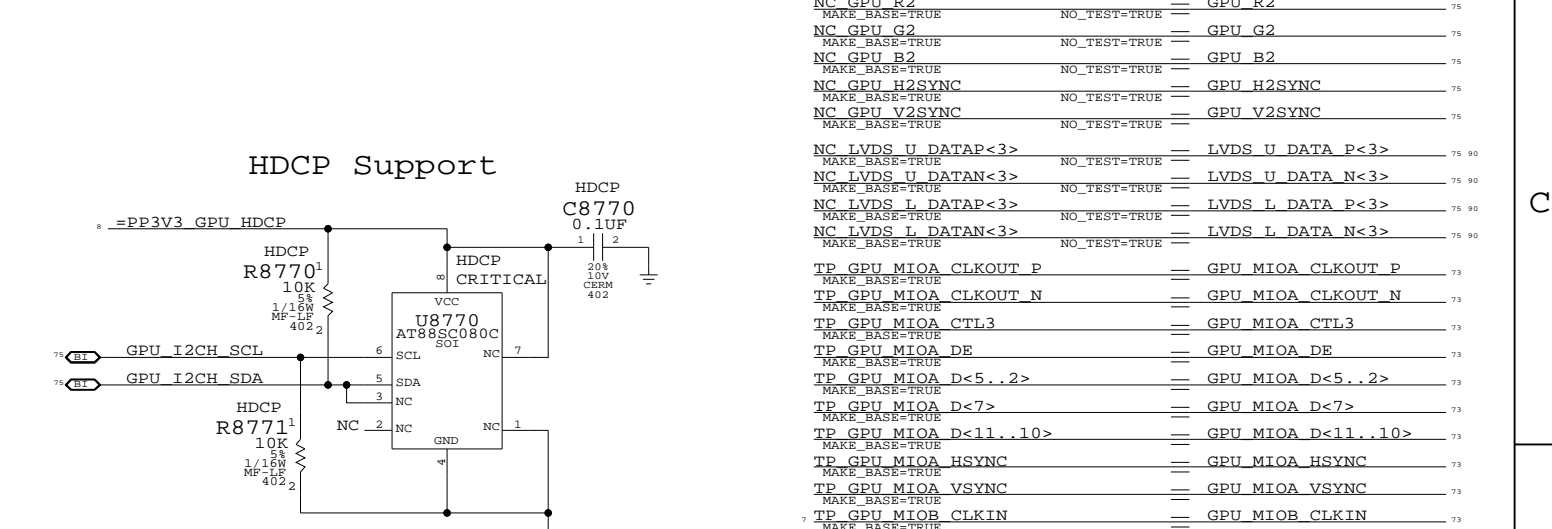 HDCP Support
8 =PP3V3_GPU_HDCP
HDCP
C8770
0.1UF
1 2
20%
10V
CERM
402
HDCP
R8770
1
10K
5%
1/16W
MF-LF
402
2
HDCP
CRITICAL
8
VCC
U8770
AT88SC080C
SOI
75 BI GPU_I2CH_SCL 6 SCL NC 7
75 BI GPU_I2CH_SDA 5 SDA
3 NC
NC 2 NC NC 1
GND
4
HDCP
R8771
1
10K
5%
1/16W
MF-LF
402
2
NC_GPU_R2 GPU_R2 75
MAKE_BASE=TRUE NO_TEST=TRUE
NC_GPU_G2 GPU_G2 75
MAKE_BASE=TRUE NO_TEST=TRUE
NC_GPU_B2 GPU_B2 75
MAKE_BASE=TRUE NO_TEST=TRUE
NC_GPU_H2SYNC GPU_H2SYNC 75
MAKE_BASE=TRUE NO_TEST=TRUE
NC_GPU_V2SYNC GPU_V2SYNC 75
MAKE_BASE=TRUE NO_TEST=TRUE
NC_LVDS_U_DATAP<3> LVDS_U_DATA_P<3> 75 90
MAKE_BASE=TRUE NO_TEST=TRUE
NC_LVDS_U_DATAN<3> LVDS_U_DATA_N<3> 75 90
MAKE_BASE=TRUE NO_TEST=TRUE
NC_LVDS_L_DATAP<3> LVDS_L_DATA_P<3> 75 90
MAKE_BASE=TRUE NO_TEST=TRUE
NC_LVDS_L_DATAN<3> LVDS_L_DATA_N<3> 75 90
MAKE_BASE=TRUE NO_TEST=TRUE
TP_GPU_MIOA_CLKOUT_P GPU_MIOA_CLKOUT_P 73
MAKE_BASE=TRUE
TP_GPU_MIOA_CLKOUT_N GPU_MIOA_CLKOUT_N 73
MAKE_BASE=TRUE
TP_GPU_MIOA_CTL3 GPU_MIOA_CTL3 73
MAKE_BASE=TRUE
TP_GPU_MIOA_DE GPU_MIOA_DE 73
MAKE_BASE=TRUE
TP_GPU_MIOA_D<5..2> GPU_MIOA_D<5..2> 73
MAKE_BASE=TRUE
TP_GPU_MIOA_D<7> GPU_MIOA_D<7> 73
MAKE_BASE=TRUE
TP_GPU_MIOA_D<11..10> GPU_MIOA_D<11..10> 73
MAKE_BASE=TRUE
TP_GPU_MIOA_HSYNC GPU_MIOA_HSYNC 73
MAKE_BASE=TRUE
TP_GPU_MIOA_VSYNC GPU_MIOA_VSYNC 73
MAKE_BASE=TRUE
7 TP_GPU_MIOB_CLKIN GPU_MIOB_CLKIN 73
MAKE_BASE=TRUE
C